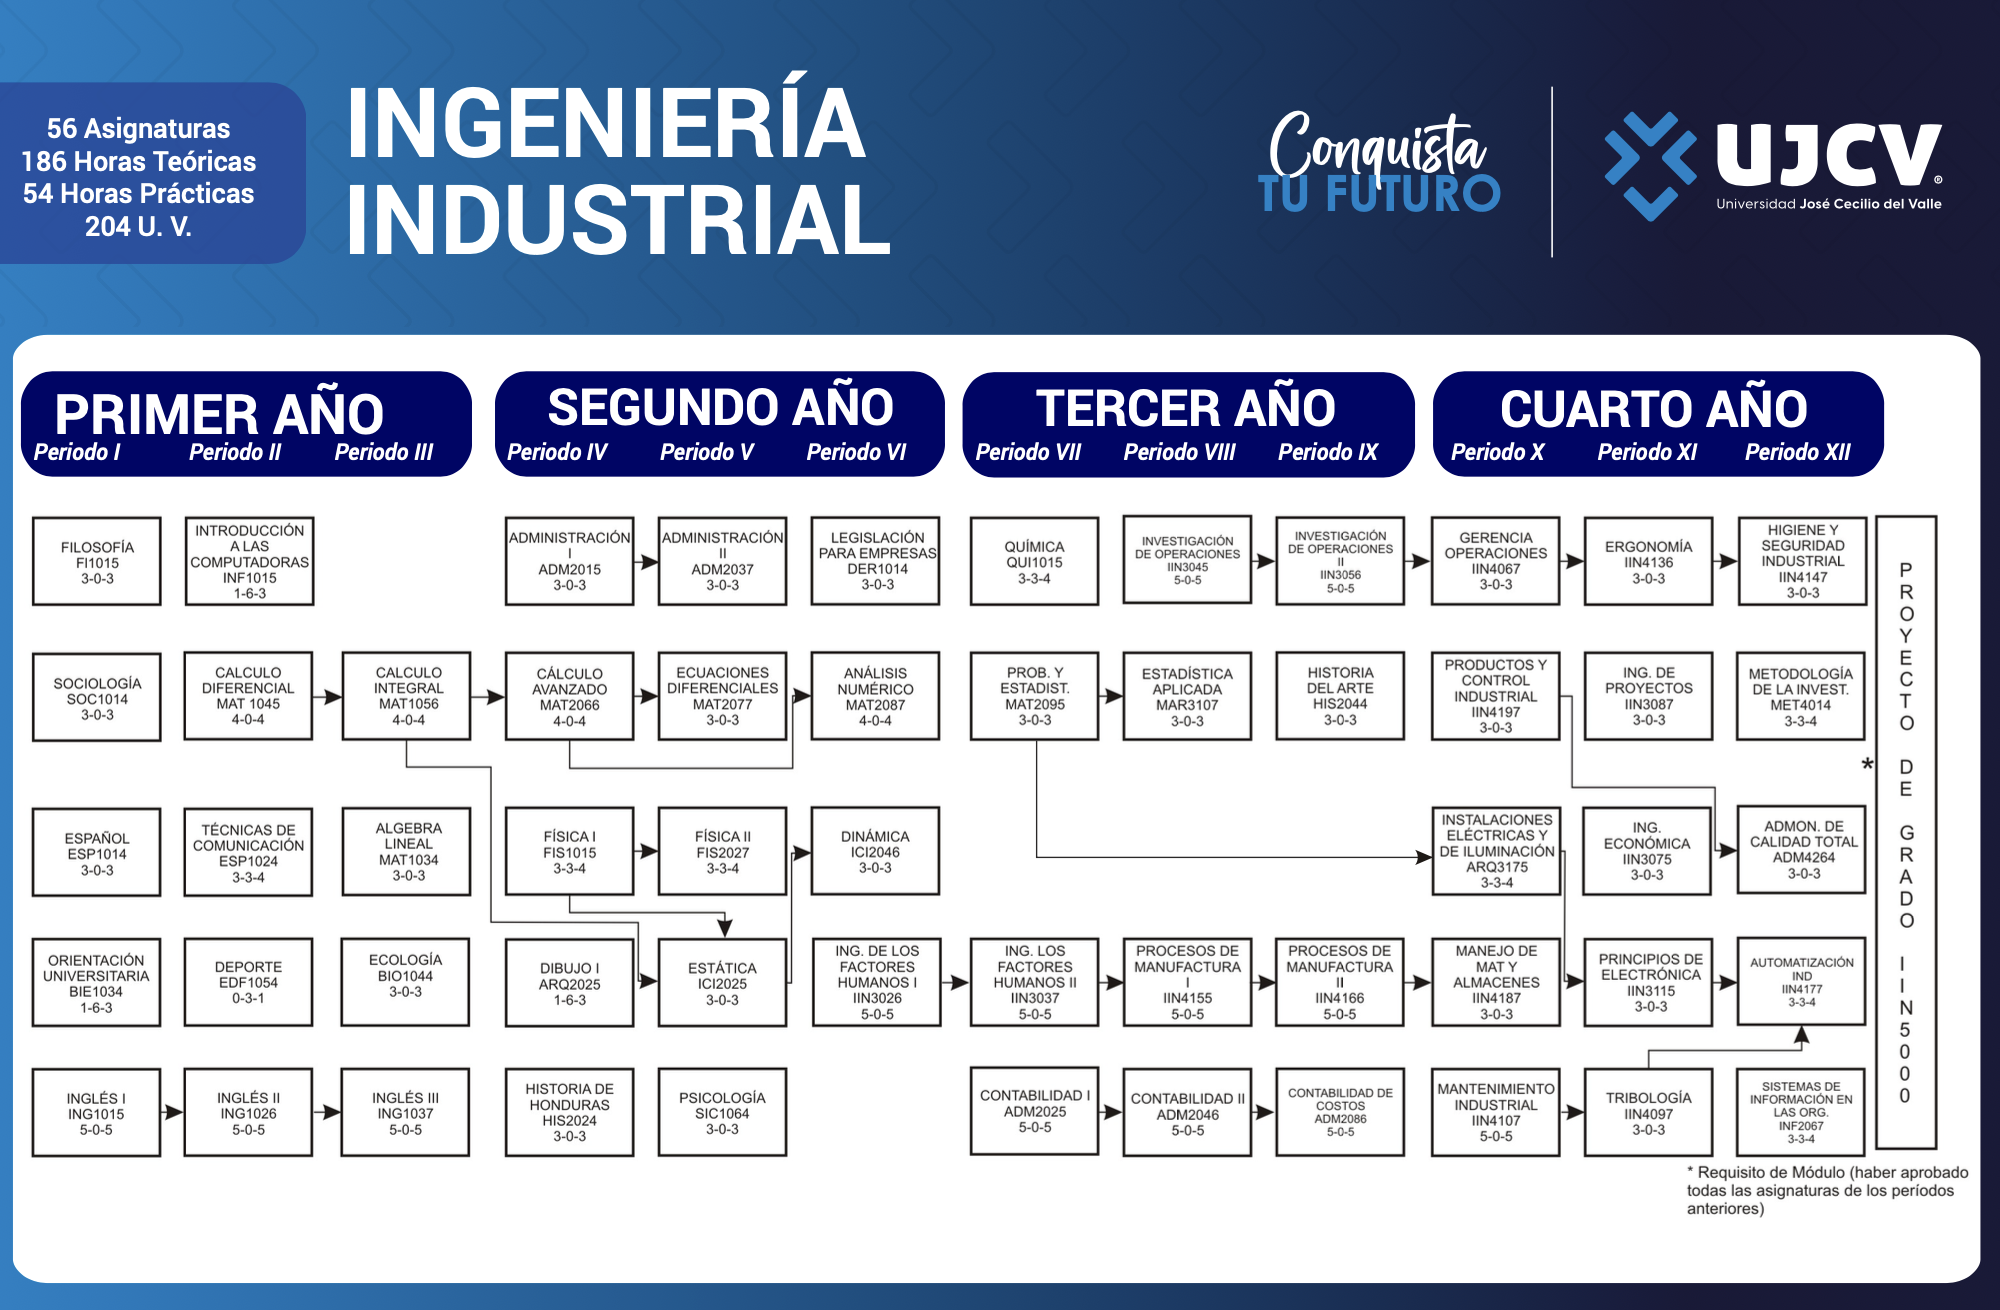 56 Asignaturas
186 Horas Teóricas
54 Horas Prácticas
204 U. V.
INGENIERÍA
INDUSTRIAL
Conquista
TU FUTURO
UJCV®
Universidad José Cecilio del Valle
PRIMER AÑO
Periodo I
Periodo II
Periodo III
SEGUNDO AÑO
Periodo IV
Periodo V
Periodo VI
TERCER AÑO
Periodo VII
Periodo VIII
Periodo IX
CUARTO AÑO
Periodo X
Periodo XI
Periodo XII
FILOSOFÍA
FI1015
3-0-3
INTRODUCCIÓN
A LAS
COMPUTADORAS
INF1015
1-6-3
ADMINISTRACIÓN
I
ADM2015
3-0-3
ADMINISTRACIÓN
II
ADM2037
3-0-3
LEGISLACIÓN
PARA EMPRESAS
DER1014
3-0-3
QUÍMICA
QUI1015
3-3-4
INVESTIGACIÓN
DE OPERACIONES
IIN3045
5-0-5
INVESTIGACIÓN
DE OPERACIONES
II
IIN3056
5-0-5
GERENCIA
OPERACIONES
IIN4067
3-0-3
ERGONOMÍA
IIN4136
3-0-3
HIGIENE Y
SEGURIDAD
INDUSTRIAL
IIN4147
3-0-3
SOCIOLOGÍA
SOC1014
3-0-3
CALCULO
DIFERENCIAL
MAT 1045
4-0-4
CALCULO
INTEGRAL
MAT1056
4-0-4
CÁLCULO
AVANZADO
MAT2066
4-0-4
ECUACIONES
DIFERENCIALES
MAT2077
3-0-3
ANÁLISIS
NUMÉRICO
MAT2087
4-0-4
PROB. Y
ESTADIST.
MAT2095
3-0-3
ESTADÍSTICA
APLICADA
MAR3107
3-0-3
HISTORIA
DEL ARTE
HIS2044
3-0-3
PRODUCTOS Y
CONTROL
INDUSTRIAL
IIN4197
3-0-3
ING. DE
PROYECTOS
IIN3087
3-0-3
METODOLOGÍA
DE LA INVEST.
MET4014
3-3-4
ESPAÑOL
ESP1014
3-0-3
TÉCNICAS DE
COMUNICACIÓN
ESP1024
3-3-4
ALGEBRA
LINEAL
MAT1034
3-0-3
FÍSICA I
FIS1015
3-3-4
FÍSICA II
FIS2027
3-3-4
DINÁMICA
ICI2046
3-0-3
INSTALACIONES
ELÉCTRICAS Y
DE ILUMINACIÓN
ARQ3175
3-3-4
ING.
ECONÓMICA
IIN3075
3-0-3
ADMON. DE
CALIDAD TOTAL
ADM4264
3-0-3
ORIENTACIÓN
UNIVERSITARIA
BIE1034
1-6-3
DEPORTE
EDF1054
0-3-1
ECOLOGÍA
BIO1044
3-0-3
DIBUJO I
ARQ2025
1-6-3
ESTÁTICA
ICI2025
3-0-3
ING. DE LOS
FACTORES
HUMANOS I
IIN3026
5-0-5
ING. LOS
FACTORES
HUMANOS II
IIN3037
5-0-5
PROCESOS DE
MANUFACTURA
I
IIN4155
5-0-5
PROCESOS DE
MANUFACTURA
II
IIN4166
5-0-5
MANEJO DE
MAT Y
ALMACENES
IIN4187
3-0-3
PRINCIPIOS DE
ELECTRÓNICA
IIN3115
3-0-3
AUTOMATIZACIÓN
IND
IIN4177
3-3-4
INGLÉS I
ING1015
5-0-5
INGLÉS II
ING1026
5-0-5
INGLÉS III
ING1037
5-0-5
HISTORIA DE
HONDURAS
HIS2024
3-0-3
PSICOLOGÍA
SIC1064
3-0-3
CONTABILIDAD I
ADM2025
5-0-5
CONTABILIDAD II
ADM2046
5-0-5
CONTABILIDAD DE
COSTOS
ADM2086
5-0-5
MANTENIMIENTO
INDUSTRIAL
IIN4107
5-0-5
TRIBOLOGÍA
IIN4097
3-0-3
SISTEMAS DE
INFORMACIÓN EN
LAS ORG.
INF2067
3-3-4
*
PROYECTO DE GRADO IIN5000
* Requisito de Módulo (haber aprobado
todas las asignaturas de los períodos
anteriores)